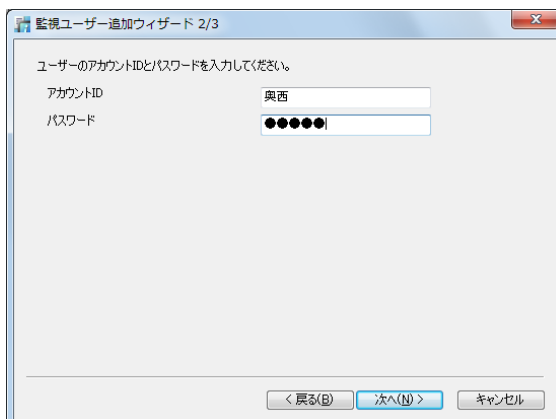 監視ユーザー追加ウィザード 2/3
ユーザーのアカウントIDとパスワードを入力してください。
アカウントID 奥西
パスワード ●●●●●
< 戻る(B) 次へ(N) > キャンセル